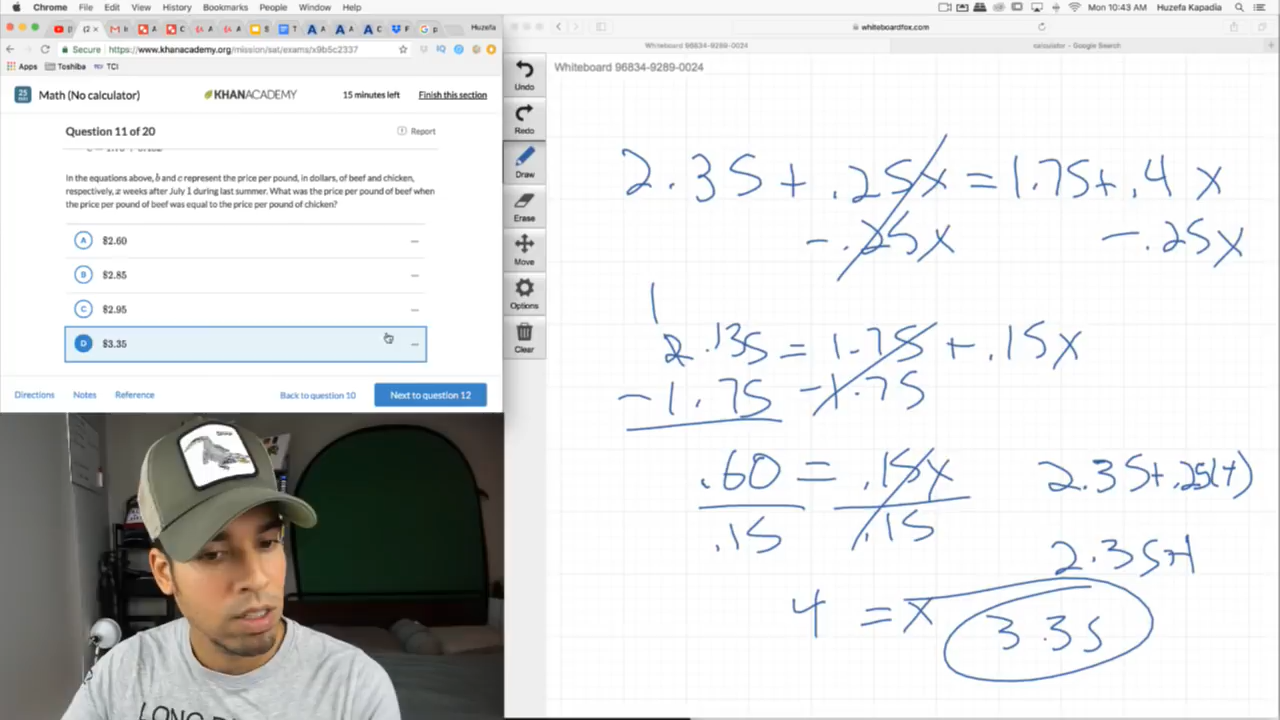 Chrome File Edit View History Bookmarks People Window Help
Mon 10:43 AM Huzefa Kapadia
Huzefa
Secure https://www.khanacademy.org/mission/sat/exams/x9b5c2337
Apps Toshiba TCI
whiteboardfox.com
Whiteboard 96834-9289-0024
calculator - Google Search
Math (No calculator)
KHANACADEMY
15 minutes left
Finish this section
Question 11 of 20
Report
In the equations above, b and c represent the price per pound, in dollars, of beef and chicken,
respectively, x weeks after July 1 during last summer. What was the price per pound of beef when
the price per pound of beef was equal to the price per pound of chicken?
A $2.60
B $2.85
C $2.95
D $3.35
Directions Notes Reference
Back to question 10
Next to question 12
Whiteboard 96834-9289-0024
Undo
Redo
Draw
Erase
Move
Options
Clear
2.35 + .25x = 1.75 + .4x
- .25x - .25x
1
2.135 = 1.75 + .15x
- 1.75 - 1.75
.60 = .15x
.15 .15
4 = x
2.35 + .25(4)
2.35 + 1
3.35